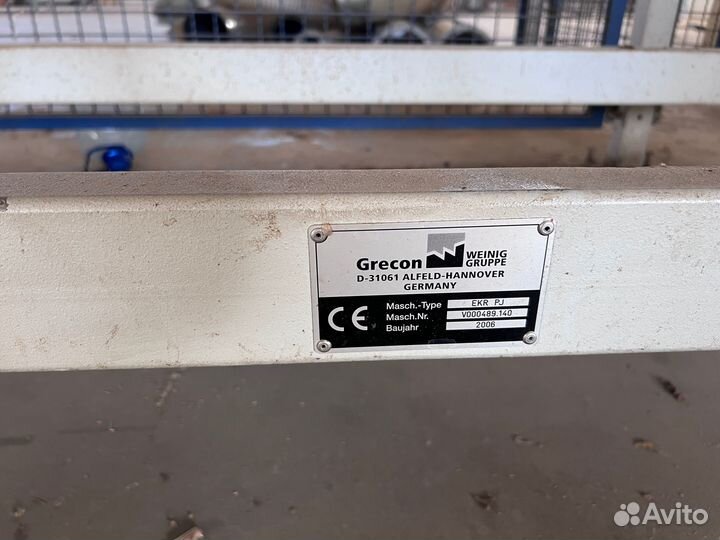 Grecon WEINIG
GRUPPE
D-31061 ALFELD-HANNOVER
GERMANY
CE
Masch.-Type EKR PJ
Masch.Nr. V000489.140
Baujahr 2006
Avito